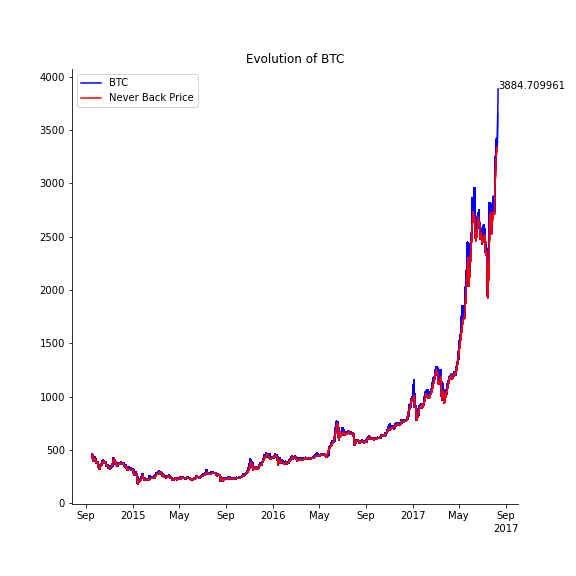 Evolution of BTC
BTC
Never Back Price
3884.709961
4000
3500
3000
2500
2000
1500
1000
500
0
Sep 2015 May Sep 2016 May Sep 2017 May Sep
2017